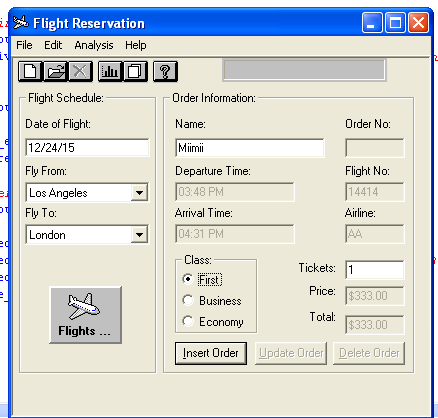 Flight Reservation
File Edit Analysis Help
Flight Schedule:
Date of Flight:
12/24/15
Fly From:
Los Angeles
Fly To:
London
Flights ...
Order Information:
Name:
Order No:
Miimii
Departure Time:
Flight No:
03:48 PM
14414
Arrival Time:
Airline:
04:31 PM
AA
Class:
First
Business
Economy
Tickets:
1
Price:
$333.00
Total:
$333.00
Insert Order
Update Order
Delete Order